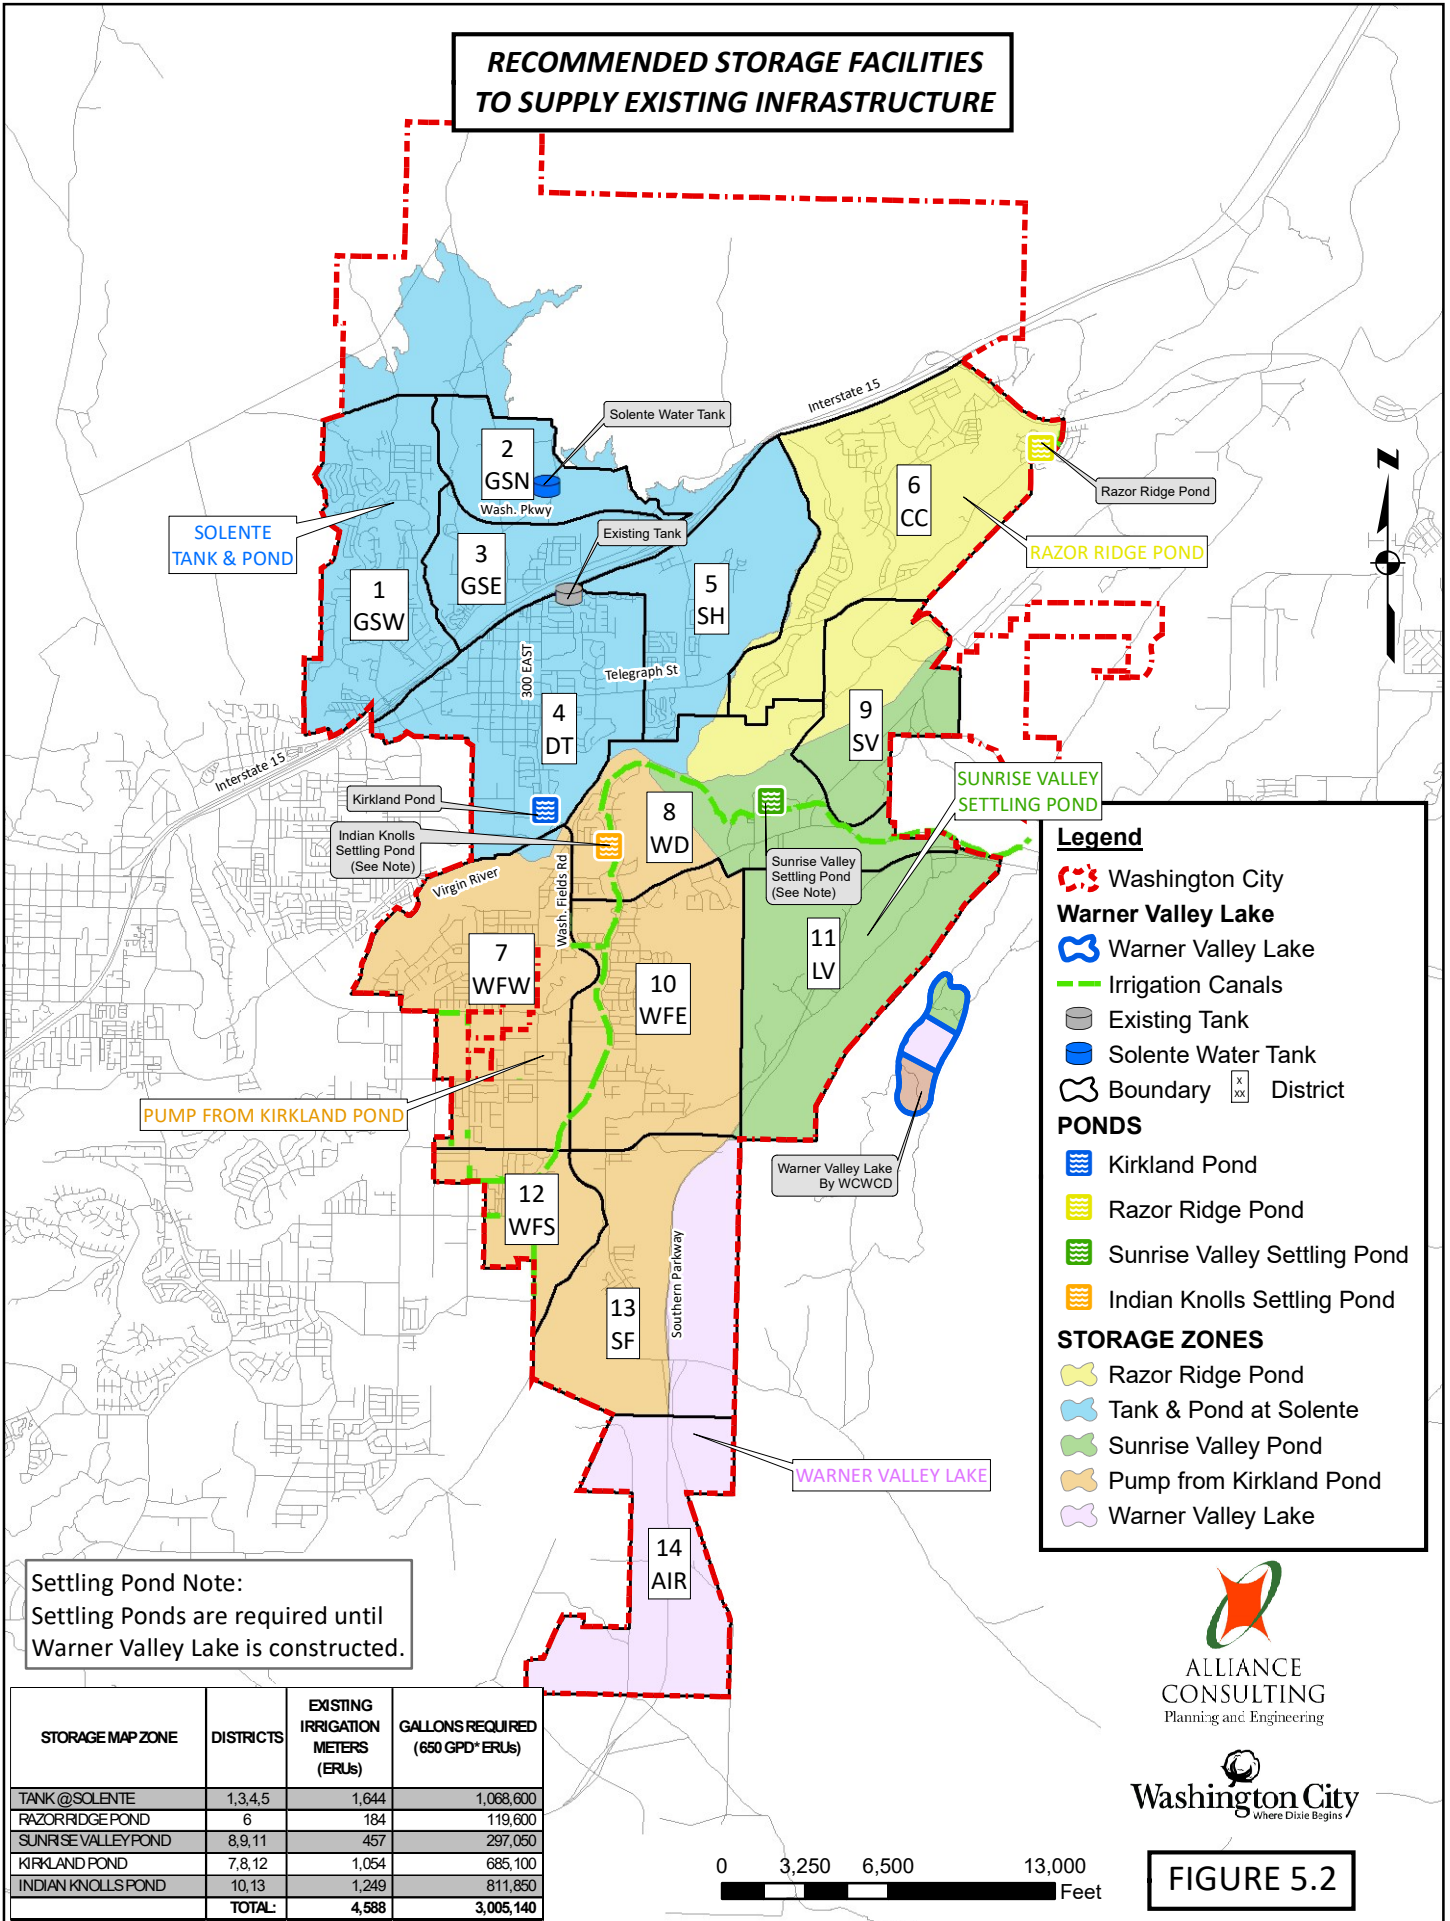 RECOMMENDED STORAGE FACILITIES
TO SUPPLY EXISTING INFRASTRUCTURE
Interstate 15
Solente Water Tank
2
GSN
Wash. Pkwy
6
CC
Razor Ridge Pond
N
SOLENTE
TANK & POND
Existing Tank
RAZOR RIDGE POND
3
GSE
1
GSW
5
SH
300 EAST
Telegraph St
4
DT
9
SV
Interstate 15
SUNRISE VALLEY
SETTLING POND
Kirkland Pond
Indian Knolls
Settling Pond
(See Note)
8
WD
Sunrise Valley
Settling Pond
(See Note)
Virgin River
Wash. Fields Rd
7
WFW
11
LV
10
WFE
PUMP FROM KIRKLAND POND
Warner Valley Lake
By WCWCD
12
WFS
Southern Parkway
13
SF
WARNER VALLEY LAKE
14
AIR
Legend
Washington City
Warner Valley Lake
Warner Valley Lake
Irrigation Canals
Existing Tank
Solente Water Tank
Boundary x xx District
PONDS
Kirkland Pond
Razor Ridge Pond
Sunrise Valley Settling Pond
Indian Knolls Settling Pond
STORAGE ZONES
Razor Ridge Pond
Tank & Pond at Solente
Sunrise Valley Pond
Pump from Kirkland Pond
Warner Valley Lake
Settling Pond Note:
Settling Ponds are required until
Warner Valley Lake is constructed.
STORAGE MAP ZONE DISTRICTS EXISTING IRRIGATION METERS (ERUs) GALLONS REQUIRED (650 GPD* ERUs)
TANK @ SOLENTE 1,3,4,5 1,644 1,068,600
RAZOR RIDGE POND 6 184 119,600
SUNRISE VALLEY POND 8,9,11 457 297,050
KIRKLAND POND 7,8,12 1,054 685,100
INDIAN KNOLLS POND 10,13 1,249 811,850
TOTAL: 4,588 3,005,140
0 3,250 6,500 13,000
Feet
ALLIANCE
CONSULTING
Planning and Engineering
Washington City
Where Dixie Begins
FIGURE 5.2